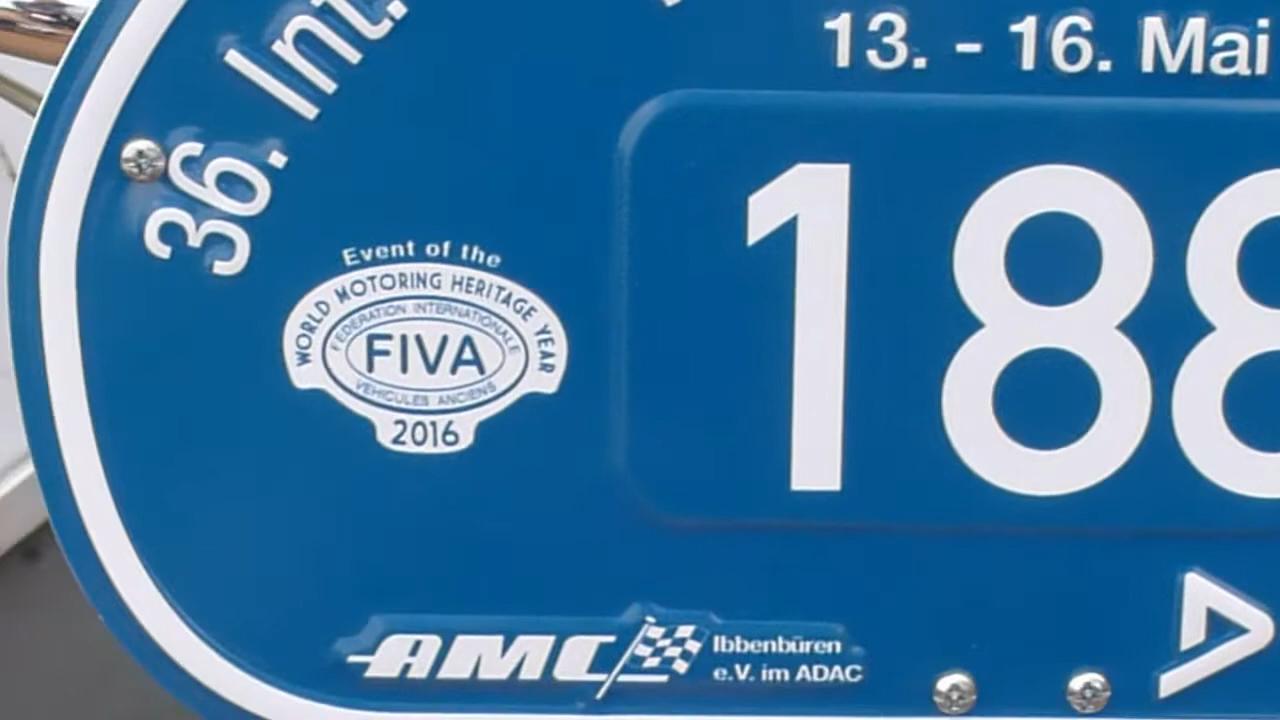 36. Int.
13. - 16. Mai
188
Event of the
WORLD MOTORING HERITAGE YEAR
FEDERATION INTERNATIONALE
FIVA
VEHICULES ANCIENS
2016
AMC
Ibbenbüren
e.V. im ADAC